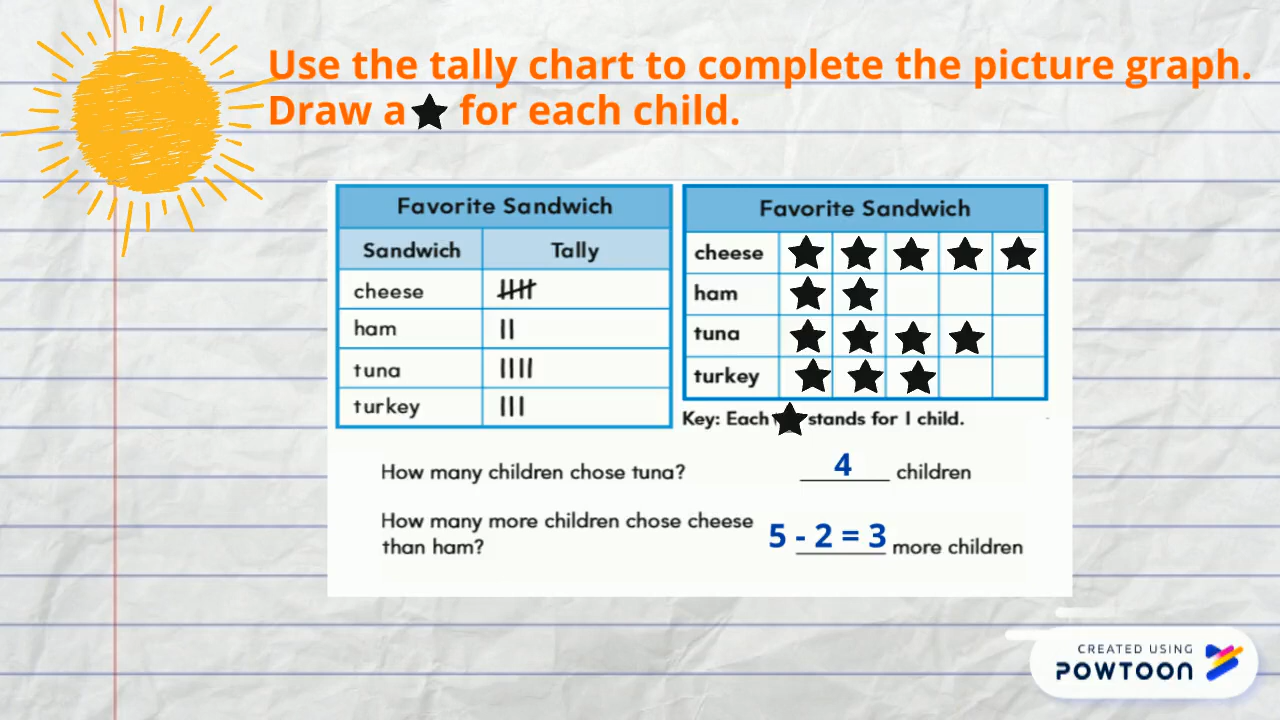 Use the tally chart to complete the picture graph.
Draw a ★ for each child.
Favorite Sandwich
Sandwich Tally
cheese
ham
tuna
turkey
Favorite Sandwich
cheese
ham
tuna
turkey
Key: Each ★ stands for 1 child.
How many children chose tuna? 4 children
How many more children chose cheese
than ham? 5 - 2 = 3 more children
CREATED USING
POWTOON